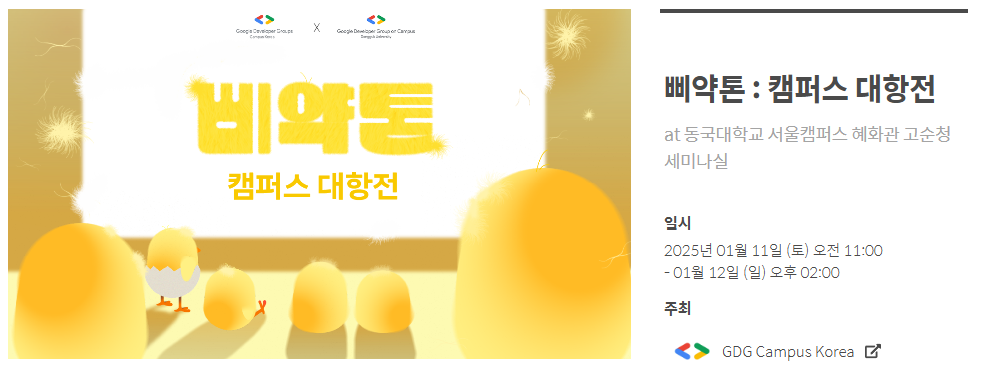 Google Developer Groups
Campus Korea
X
Google Developer Group on Campus
Dongguk University
삐약톤
캠퍼스 대항전
삐약톤 : 캠퍼스 대항전
at 동국대학교 서울캠퍼스 혜화관 고순청
세미나실
일시
2025년 01월 11일 (토) 오전 11:00
- 01월 12일 (일) 오후 02:00
주최
GDG Campus Korea